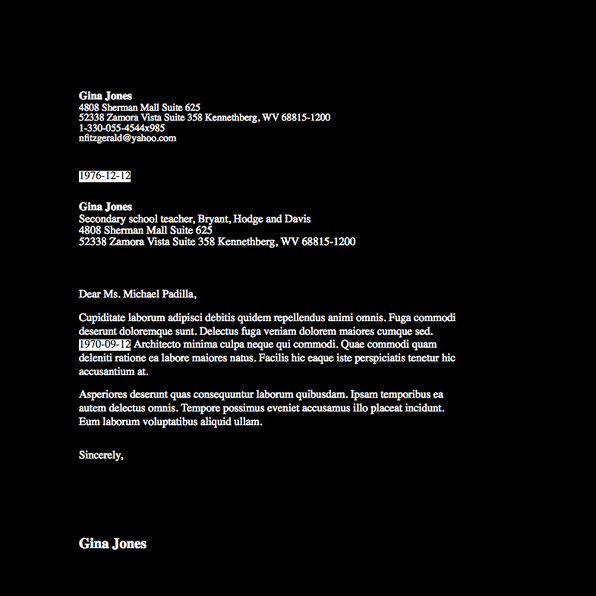 Gina Jones
4808 Sherman Mall Suite 625
52338 Zamora Vista Suite 358 Kennethberg, WV 68815-1200
1-330-055-4544x985
nfitzgerald@yahoo.com
1976-12-12
Gina Jones
Secondary school teacher, Bryant, Hodge and Davis
4808 Sherman Mall Suite 625
52338 Zamora Vista Suite 358 Kennethberg, WV 68815-1200
Dear Ms. Michael Padilla,
Cupiditate laborum adipisci debitis quidem repellendus animi omnis. Fuga commodi
deserunt doloremque sunt. Delectus fuga veniam dolorem maiores cumque sed.
1970-09-12 Architecto minima culpa neque qui commodi. Quae commodi quam
deleniti ratione ea labore maiores natus. Facilis hic eaque iste perspiciatis tenetur hic
accusantium at.
Asperiores deserunt quas consequuntur laborum quibusdam. Ipsam temporibus ea
autem delectus omnis. Tempore possimus eveniet accusamus illo placeat incidunt.
Eum laborum voluptatibus aliquid ullam.
Sincerely,
Gina Jones